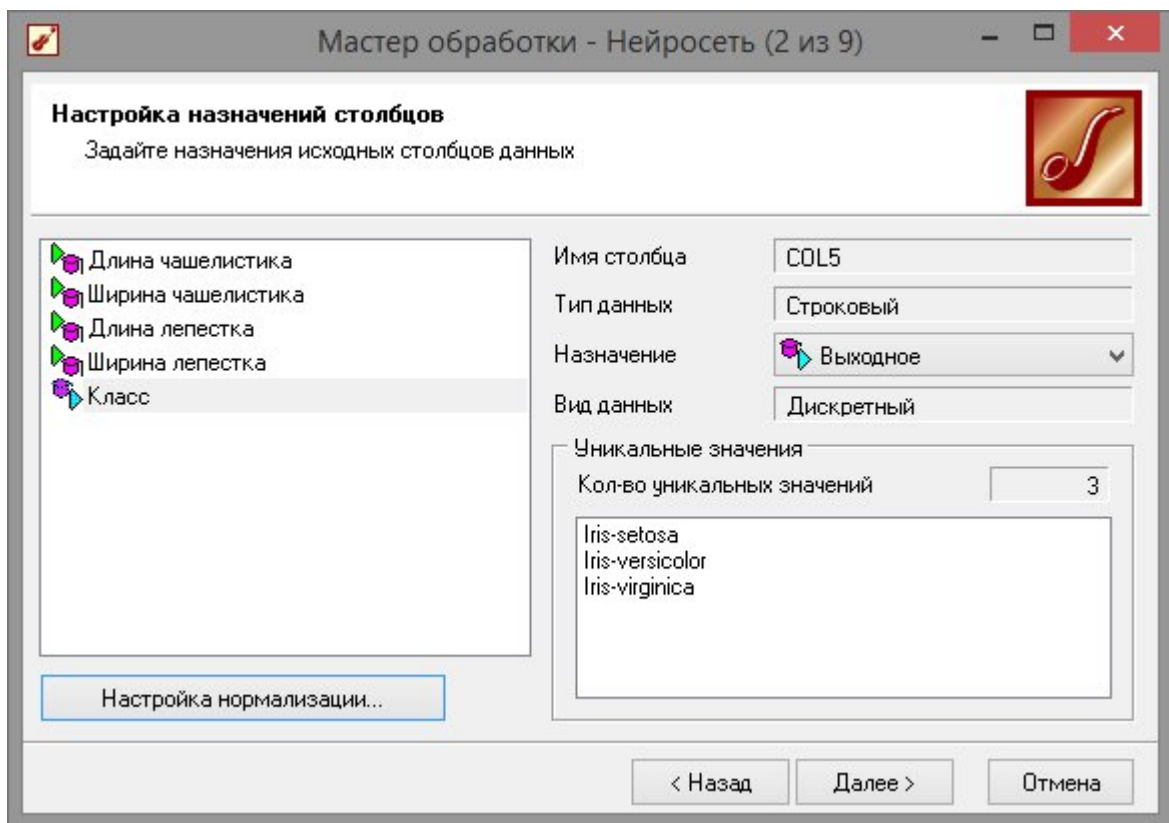 Мастер обработки - Нейросеть (2 из 9)
Настройка назначений столбцов
Задайте назначения исходных столбцов данных
Длина чашелистика
Ширина чашелистика
Длина лепестка
Ширина лепестка
Класс
Настройка нормализации...
Имя столбца COL5
Тип данных Строковый
Назначение Выходное
Вид данных Дискретный
Уникальные значения
Кол-во уникальных значений 3
Iris-setosa
Iris-versicolor
Iris-virginica
< Назад Далее > Отмена